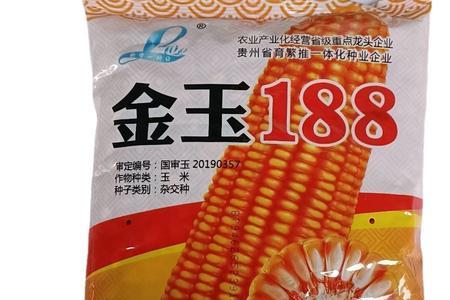 农业产业化经营省级重点龙头企业
贵州省育繁推一体化种业企业
金玉188
审定编号：国审玉 20190357
作物种类：玉 米
种子类别：杂交种